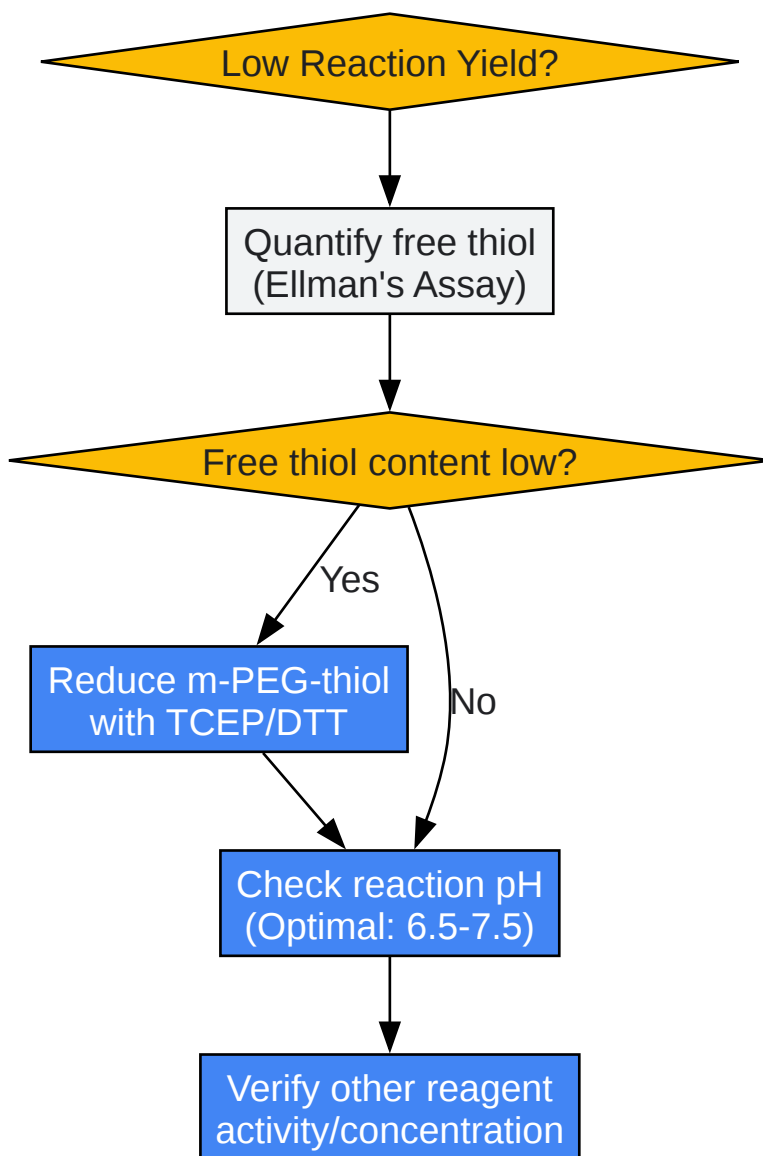 Low Reaction Yield?
Quantify free thiol
(Ellman's Assay)
Free thiol content low?
Yes
Reduce m-PEG-thiol
with TCEP/DTT
No
Check reaction pH
(Optimal: 6.5-7.5)
Verify other reagent
activity/concentration